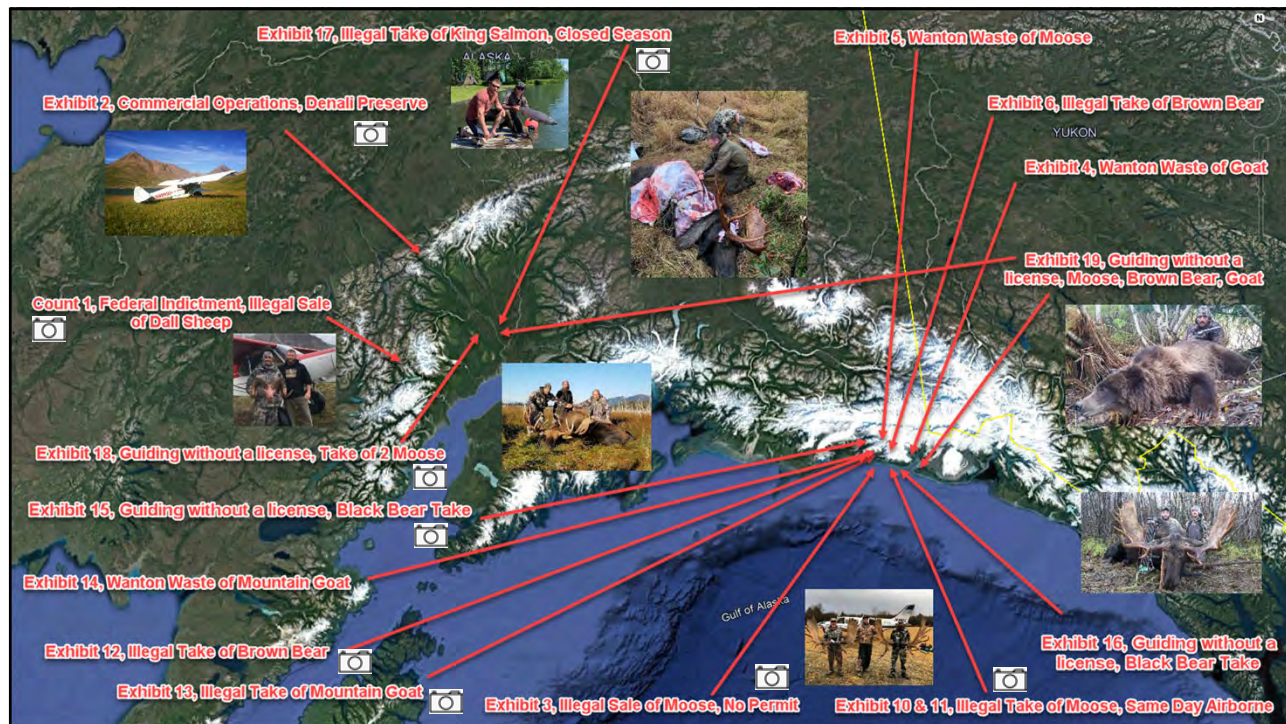 Exhibit 17, Illegal Take of King Salmon, Closed Season
ALASKA
Exhibit 5, Wanton Waste of Moose
N
Exhibit 2, Commercial Operations, Denali Preserve
Exhibit 6, Illegal Take of Brown Bear
YUKON
Exhibit 4, Wanton Waste of Goat
Exhibit 19, Guiding without a
license, Moose, Brown Bear, Goat
Count 1, Federal Indictment, Illegal Sale
of Dall Sheep
Exhibit 18, Guiding without a license, Take of 2 Moose
Exhibit 15, Guiding without a license, Black Bear Take
Exhibit 14, Wanton Waste of Mountain Goat
Gulf of Alaska
Exhibit 12, Illegal Take of Brown Bear
Exhibit 16, Guiding without a
license, Black Bear Take
Exhibit 13, Illegal Take of Mountain Goat
Exhibit 3, Illegal Sale of Moose, No Permit
Exhibit 10 & 11, Illegal Take of Moose, Same Day Airborne